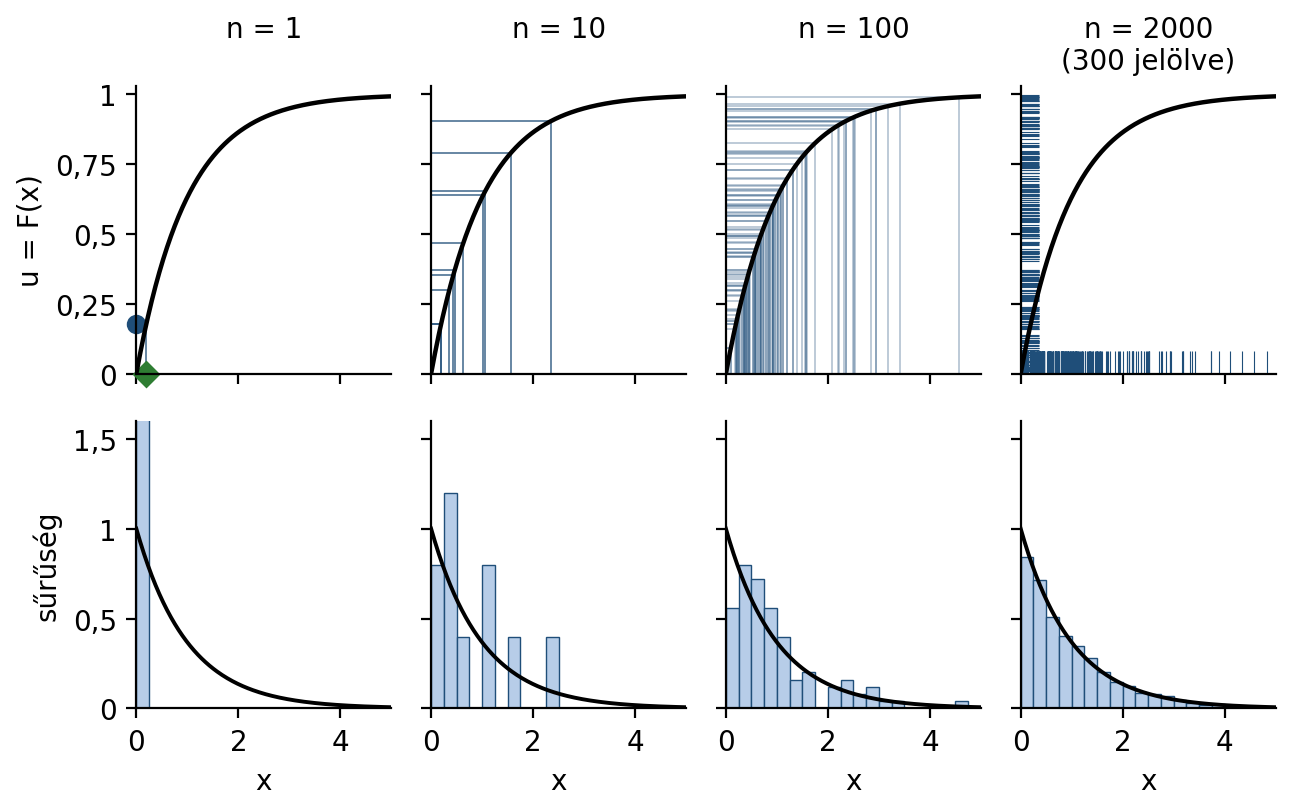 n = 1
n = 10
n = 100
n = 2000
(300 jelölve)
u = F(x)
1
0,75
0,5
0,25
0
0
2
4
0
2
4
0
2
4
0
2
4
sűrűség
1,5
1
0,5
0
x
x
x
x